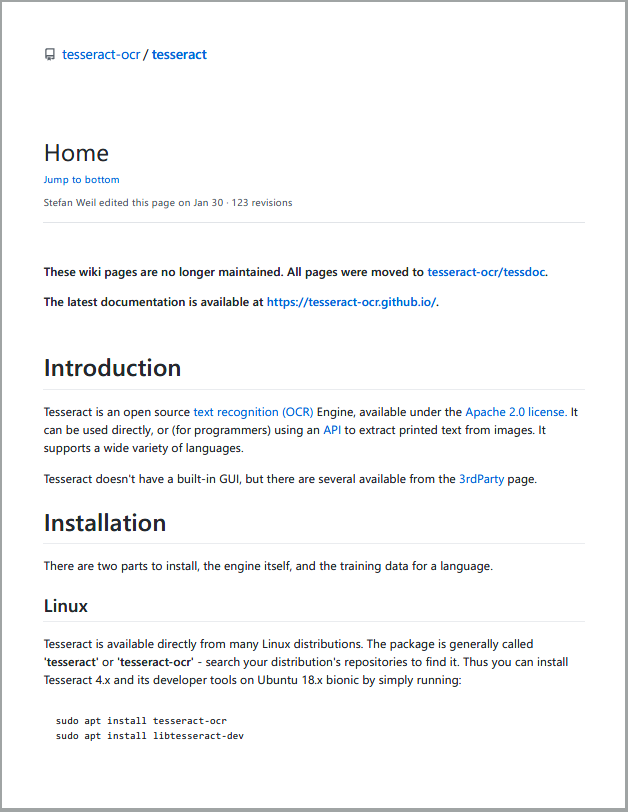 tesseract-ocr / tesseract
Home
Jump to bottom
Stefan Weil edited this page on Jan 30 · 123 revisions
These wiki pages are no longer maintained. All pages were moved to tesseract-ocr/tessdoc.
The latest documentation is available at https://tesseract-ocr.github.io/.
Introduction
Tesseract is an open source text recognition (OCR) Engine, available under the Apache 2.0 license. It
can be used directly, or (for programmers) using an API to extract printed text from images. It
supports a wide variety of languages.
Tesseract doesn't have a built-in GUI, but there are several available from the 3rdParty page.
Installation
There are two parts to install, the engine itself, and the training data for a language.
Linux
Tesseract is available directly from many Linux distributions. The package is generally called
'tesseract' or 'tesseract-ocr' - search your distribution's repositories to find it. Thus you can install
Tesseract 4.x and its developer tools on Ubuntu 18.x bionic by simply running:
sudo apt install tesseract-ocr
sudo apt install libtesseract-dev